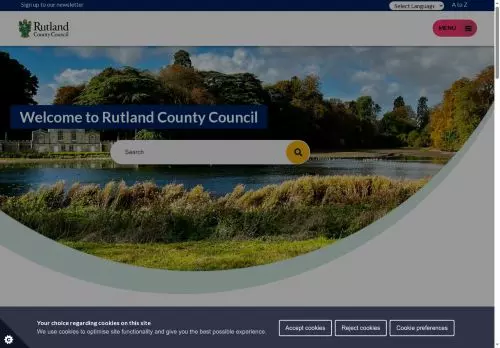 Sign up to our newsletter
Select Language
A to Z
Rutland
County Council
MENU
Welcome to Rutland County Council
Search
Your choice regarding cookies on this site
We use cookies to optimise site functionality and give you the best possible experience.
Accept cookies
Reject cookies
Cookie preferences